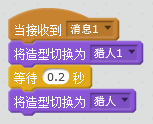 当接收到 消息1
将造型切换为 猎人1
等待 0.2 秒
将造型切换为 猎人